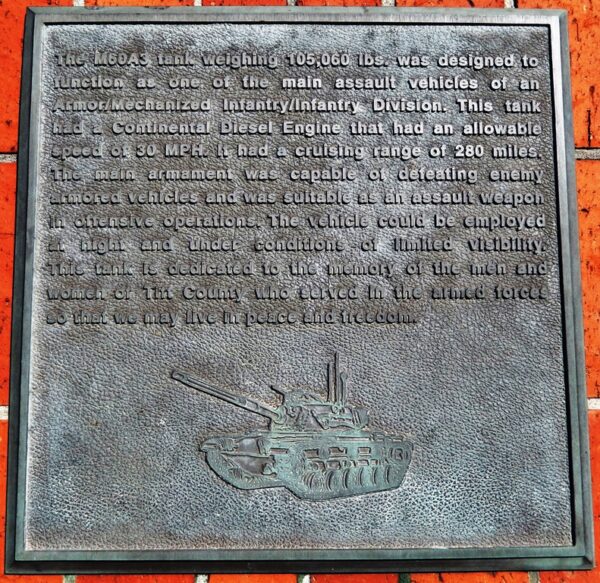 The M60A3 tank weighing 105,060 lbs. was designed to
function as one of the main assault vehicles of an
Armor/Mechanized Infantry/Infantry Division. This tank
had a Continental Diesel Engine that had an allowable
speed of 30 MPH. It had a cruising range of 280 miles.
The main armament was capable of defeating enemy
armored vehicles and was suitable as an assault weapon
in offensive operations. The vehicle could be employed
at night and under conditions of limited visibility.
This tank is dedicated to the memory of the men and
women of Tift County who served in the armed forces
so that we may live in peace and freedom.